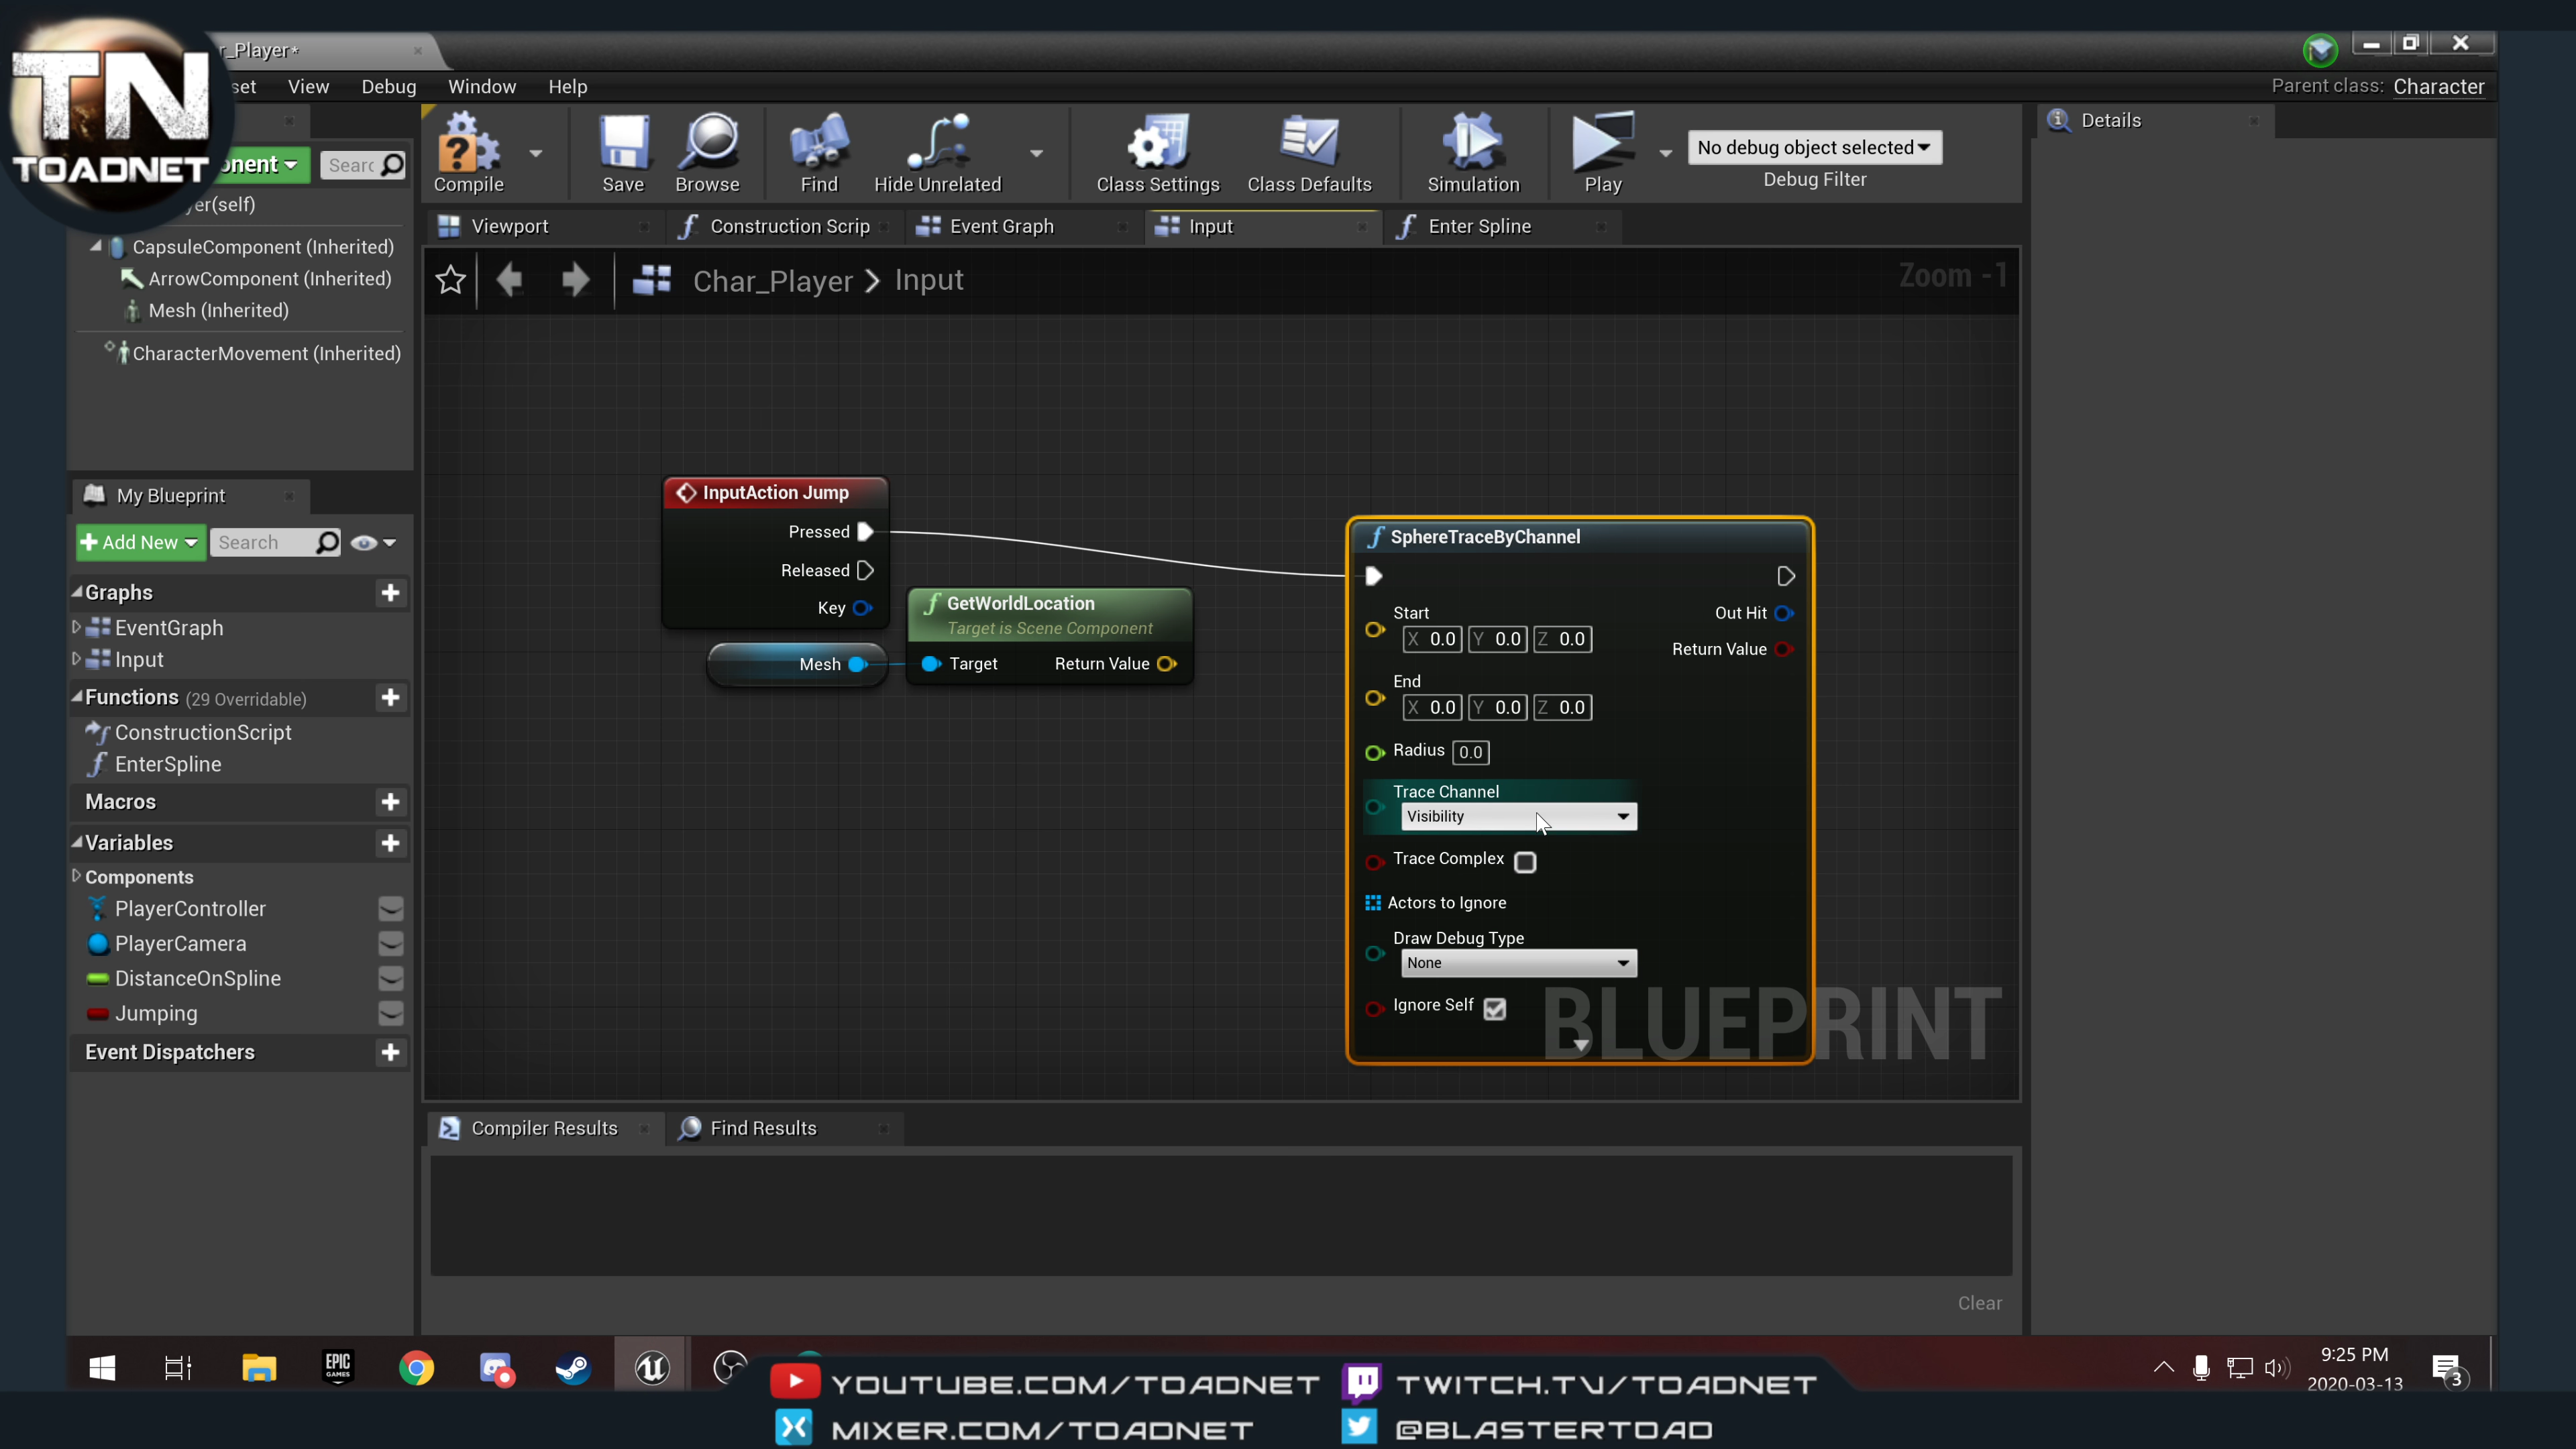 TN
TOADNET
r_Player*
set View Debug Window Help
Parent class: Character
onent
Searc
yer(self)
CapsuleComponent (Inherited)
ArrowComponent (Inherited)
Mesh (Inherited)
CharacterMovement (Inherited)
Compile Save Browse Find Hide Unrelated Class Settings Class Defaults Simulation Play
No debug object selected
Debug Filter
Details
Viewport Construction Scrip Event Graph Input Enter Spline
Char_Player > Input
Zoom -1
My Blueprint
Add New Search
Graphs
EventGraph
Input
Functions (29 Overridable)
ConstructionScript
EnterSpline
Macros
Variables
Components
PlayerController
PlayerCamera
DistanceOnSpline
Jumping
Event Dispatchers
InputAction Jump
Pressed
Released
Key
Mesh
GetWorldLocation
Target is Scene Component
Target Return Value
SphereTraceByChannel
Start
X 0.0 Y 0.0 Z 0.0
Out Hit
Return Value
End
X 0.0 Y 0.0 Z 0.0
Radius 0.0
Trace Channel
Visibility
Trace Complex
Actors to Ignore
Draw Debug Type
None
Ignore Self
BLUEPRINT
Compiler Results Find Results
Clear
EPIC
GAMES
9:25 PM
2020-03-13
3
YOUTUBE.COM/TOADNET TWITCH.TV/TOADNET
MIXER.COM/TOADNET @BLASTERTOAD